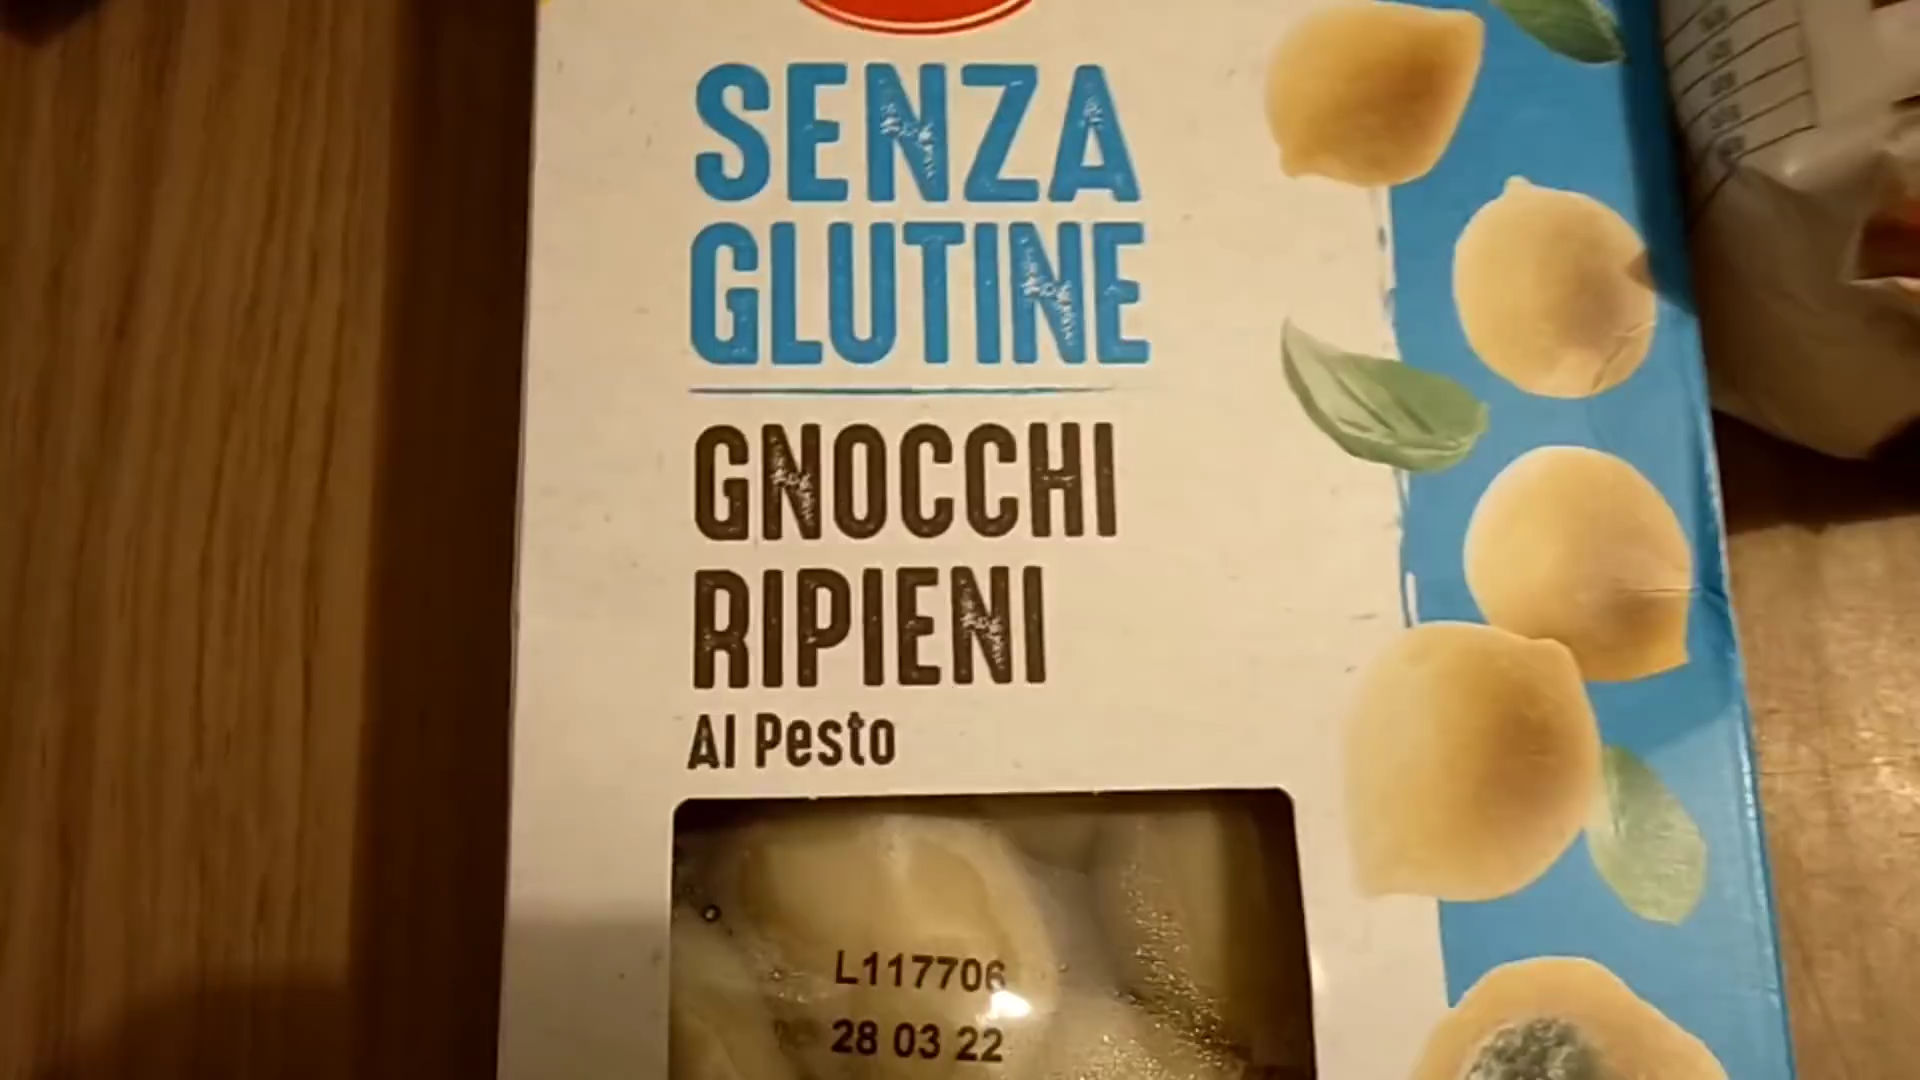 SENZA
GLUTINE
GNOCCHI
RIPIENI
Al Pesto
L117706
28 03 22